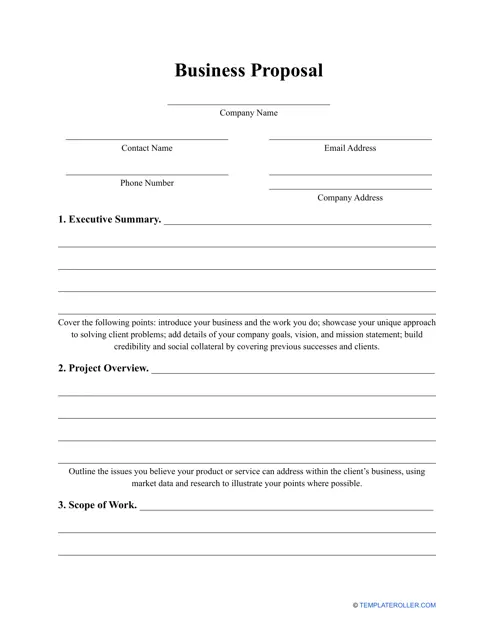 Business Proposal
Company Name
Contact Name
Email Address
Phone Number
Company Address
1. Executive Summary.
Cover the following points: introduce your business and the work you do; showcase your unique approach
to solving client problems; add details of your company goals, vision, and mission statement; build
credibility and social collateral by covering previous successes and clients.
2. Project Overview.
Outline the issues you believe your product or service can address within the client’s business, using
market data and research to illustrate your points where possible.
3. Scope of Work.
© TEMPLATEROLLER.COM